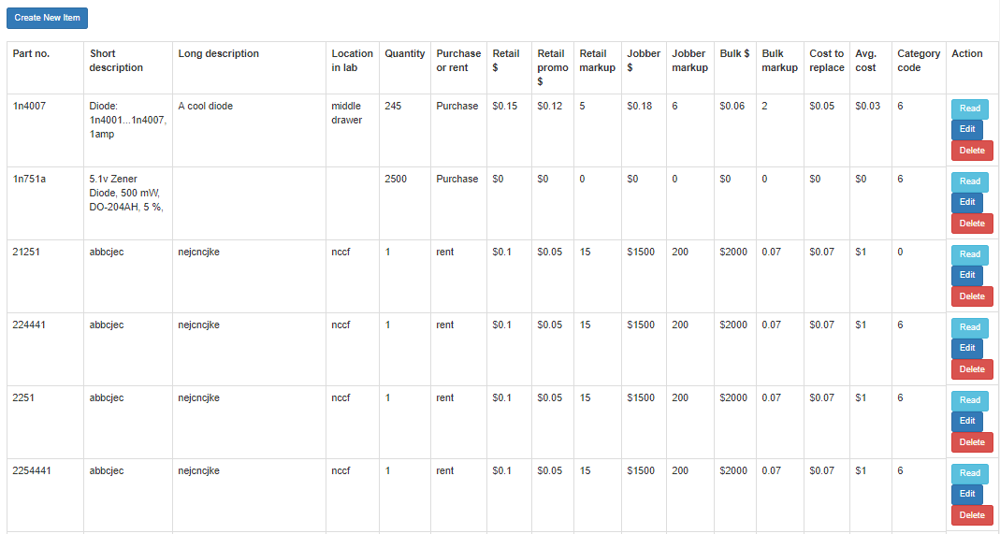 Create New Item
Part no. Short description Long description Location in lab Quantity Purchase or rent Retail $ Retail promo $ Retail markup Jobber $ Jobber markup Bulk $ Bulk markup Cost to replace Avg. cost Category code Action
1n4007 Diode: 1n4001...1n4007, 1amp A cool diode middle drawer 245 Purchase $0.15 $0.12 5 $0.18 6 $0.06 2 $0.05 $0.03 6 Read
Edit
Delete
1n751a 5.1v Zener Diode, 500 mW, DO-204AH, 5 %, 2500 Purchase $0 $0 0 $0 0 $0 0 $0 $0 6 Read
Edit
Delete
21251 abbcjec nejcncjke nccf 1 rent $0.1 $0.05 15 $1500 200 $2000 0.07 $0.07 $1 0 Read
Edit
Delete
224441 abbcjec nejcncjke nccf 1 rent $0.1 $0.05 15 $1500 200 $2000 0.07 $0.07 $1 6 Read
Edit
Delete
2251 abbcjec nejcncjke nccf 1 rent $0.1 $0.05 15 $1500 200 $2000 0.07 $0.07 $1 6 Read
Edit
Delete
2254441 abbcjec nejcncjke nccf 1 rent $0.1 $0.05 15 $1500 200 $2000 0.07 $0.07 $1 6 Read
Edit
Delete